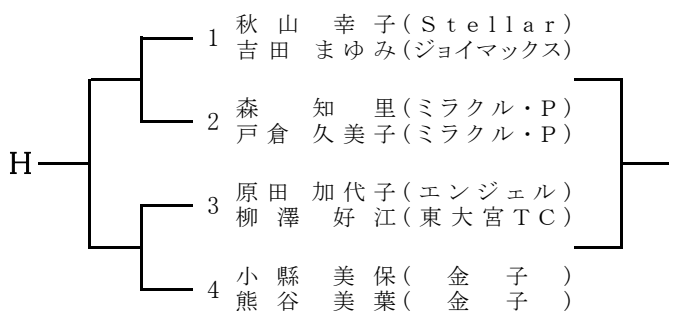 1 秋山 幸子(Stellar)
吉田 まゆみ(ジョイマックス)
2 森 知里(ミラクル・P)
戸倉 久美子(ミラクル・P)
H
3 原田 加代子(エンジェル)
柳澤 好江(東大宮TC)
4 小縣 美保(金子)
熊谷 美葉(金子)